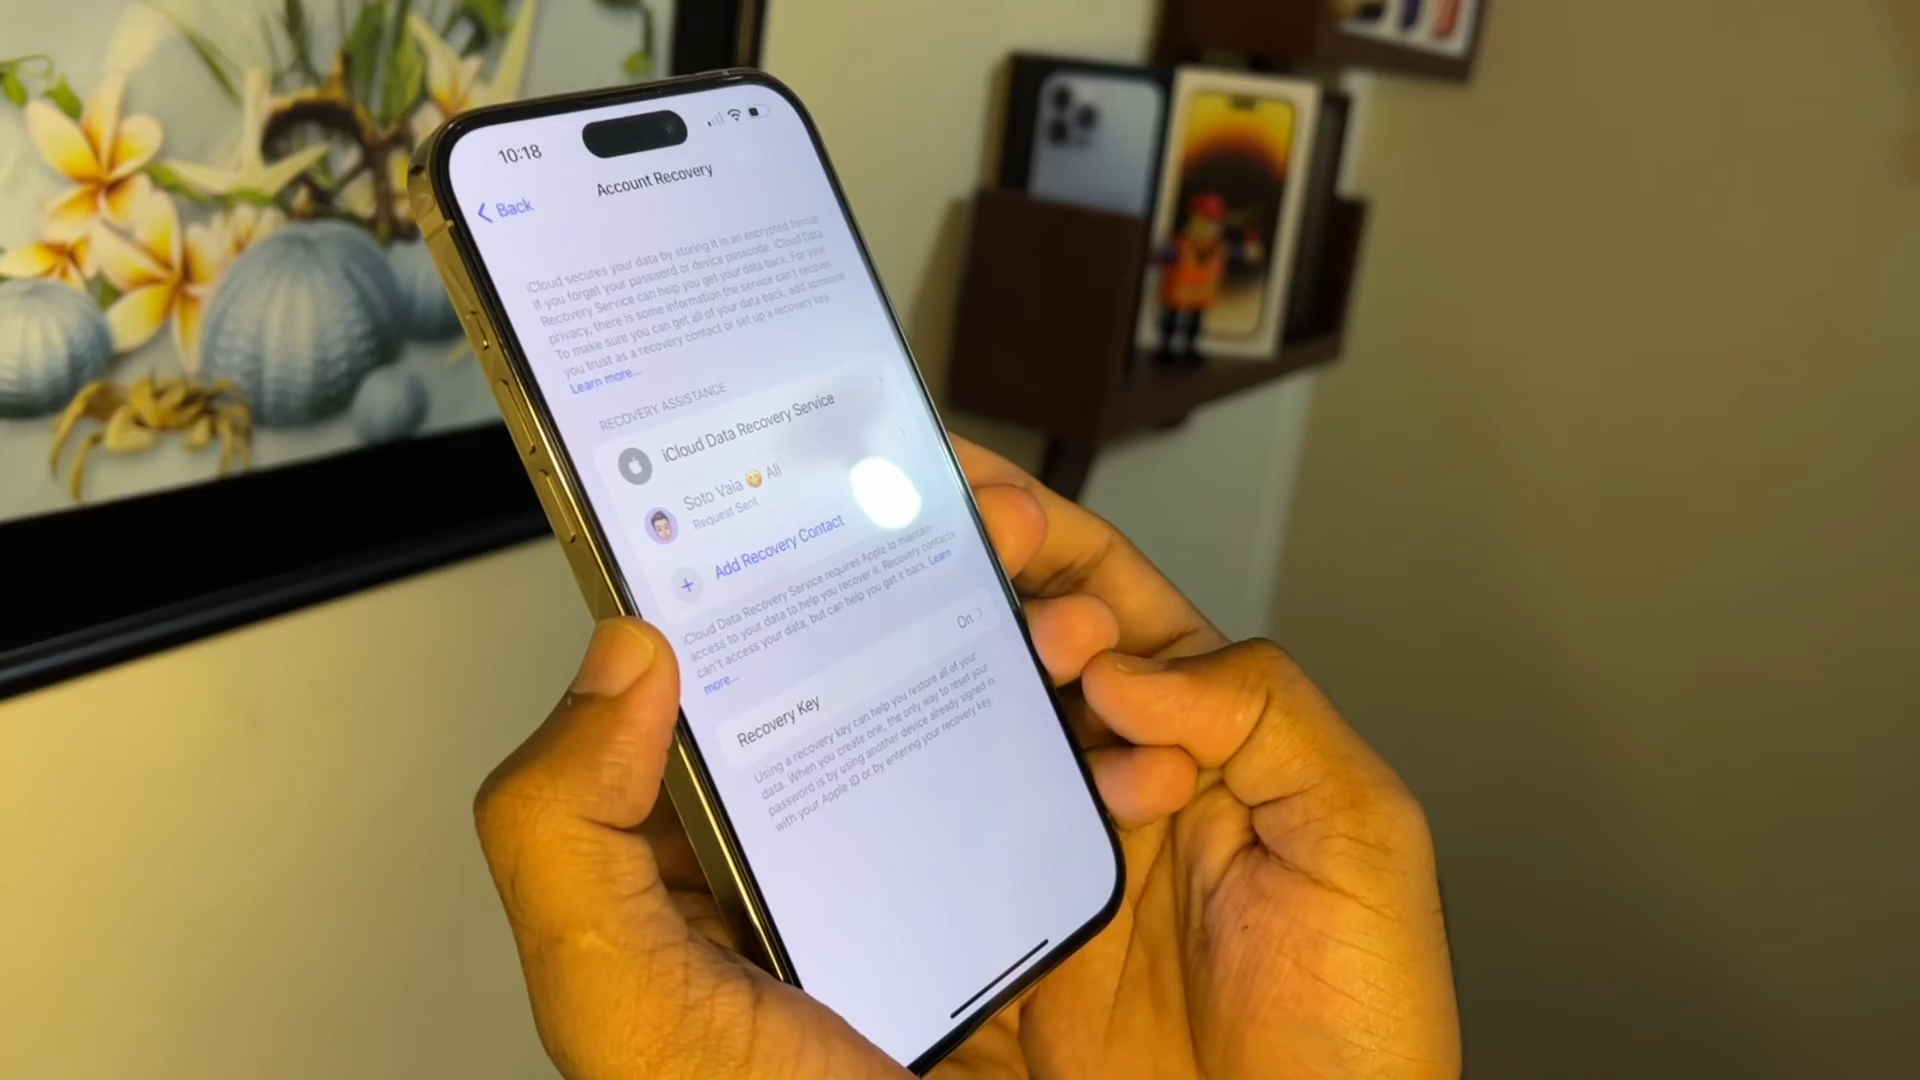 10:18
Back
Account Recovery
iCloud secures your data by storing it in an encrypted format.
If you forget your password or device passcode, iCloud Data
Recovery Service can help you get your data back. For your
privacy, there is some information the service can't recover.
To make sure you can get all of your data back, add someone
you trust as a recovery contact or set up a recovery key.
Learn more...
RECOVERY ASSISTANCE
iCloud Data Recovery Service
Soto Vaia 😋 Ali
Request Sent
Add Recovery Contact
iCloud Data Recovery Service requires Apple to maintain
access to your data to help you recover it. Recovery contacts
can't access your data, but can help you get it back. Learn
more...
Recovery Key On
Using a recovery key can help you restore all of your
data. When you create one, the only way to reset your
password is by using another device already signed in
with your Apple ID or by entering your recovery key.